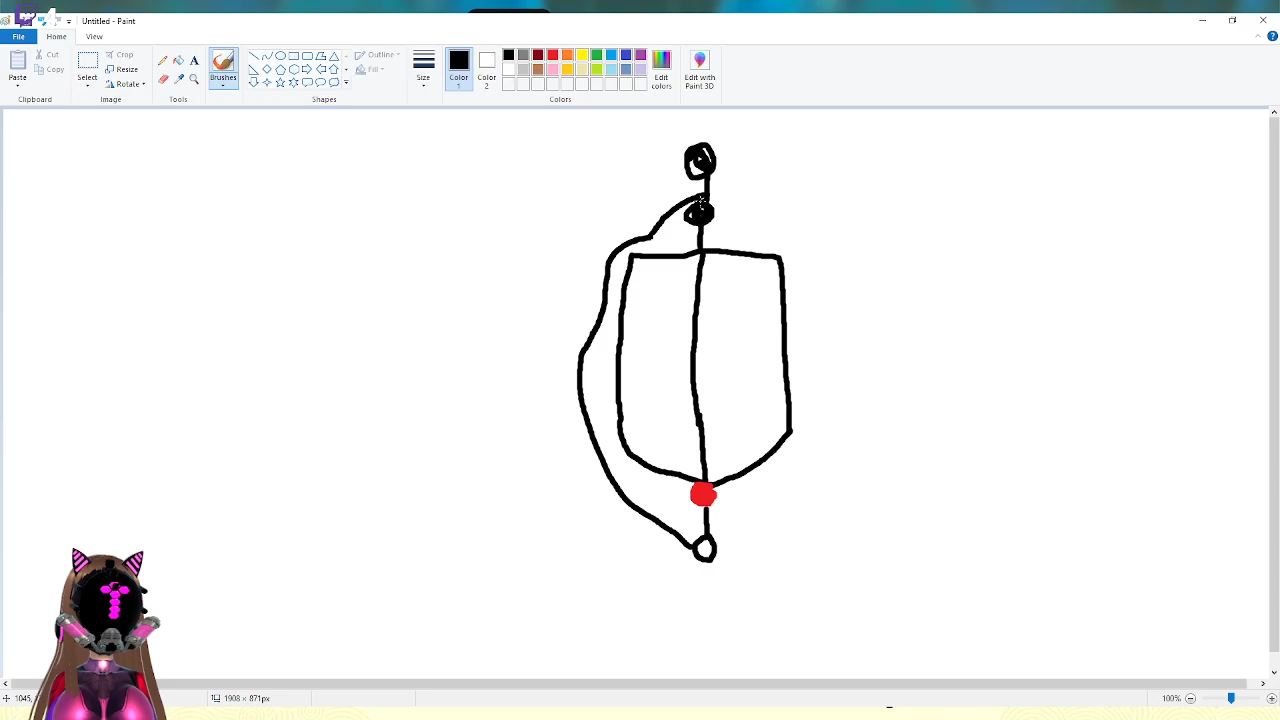 Untitled - Paint
File Home View
Cut
Copy
Paste
Clipboard
Select
Crop
Resize
Rotate
Image
Tools
Brushes
Outline
Fill
Shapes
Size
Color 1
Color 2
Edit colors
Colors
Edit with Paint 3D
1045,
1908 × 871px
100%